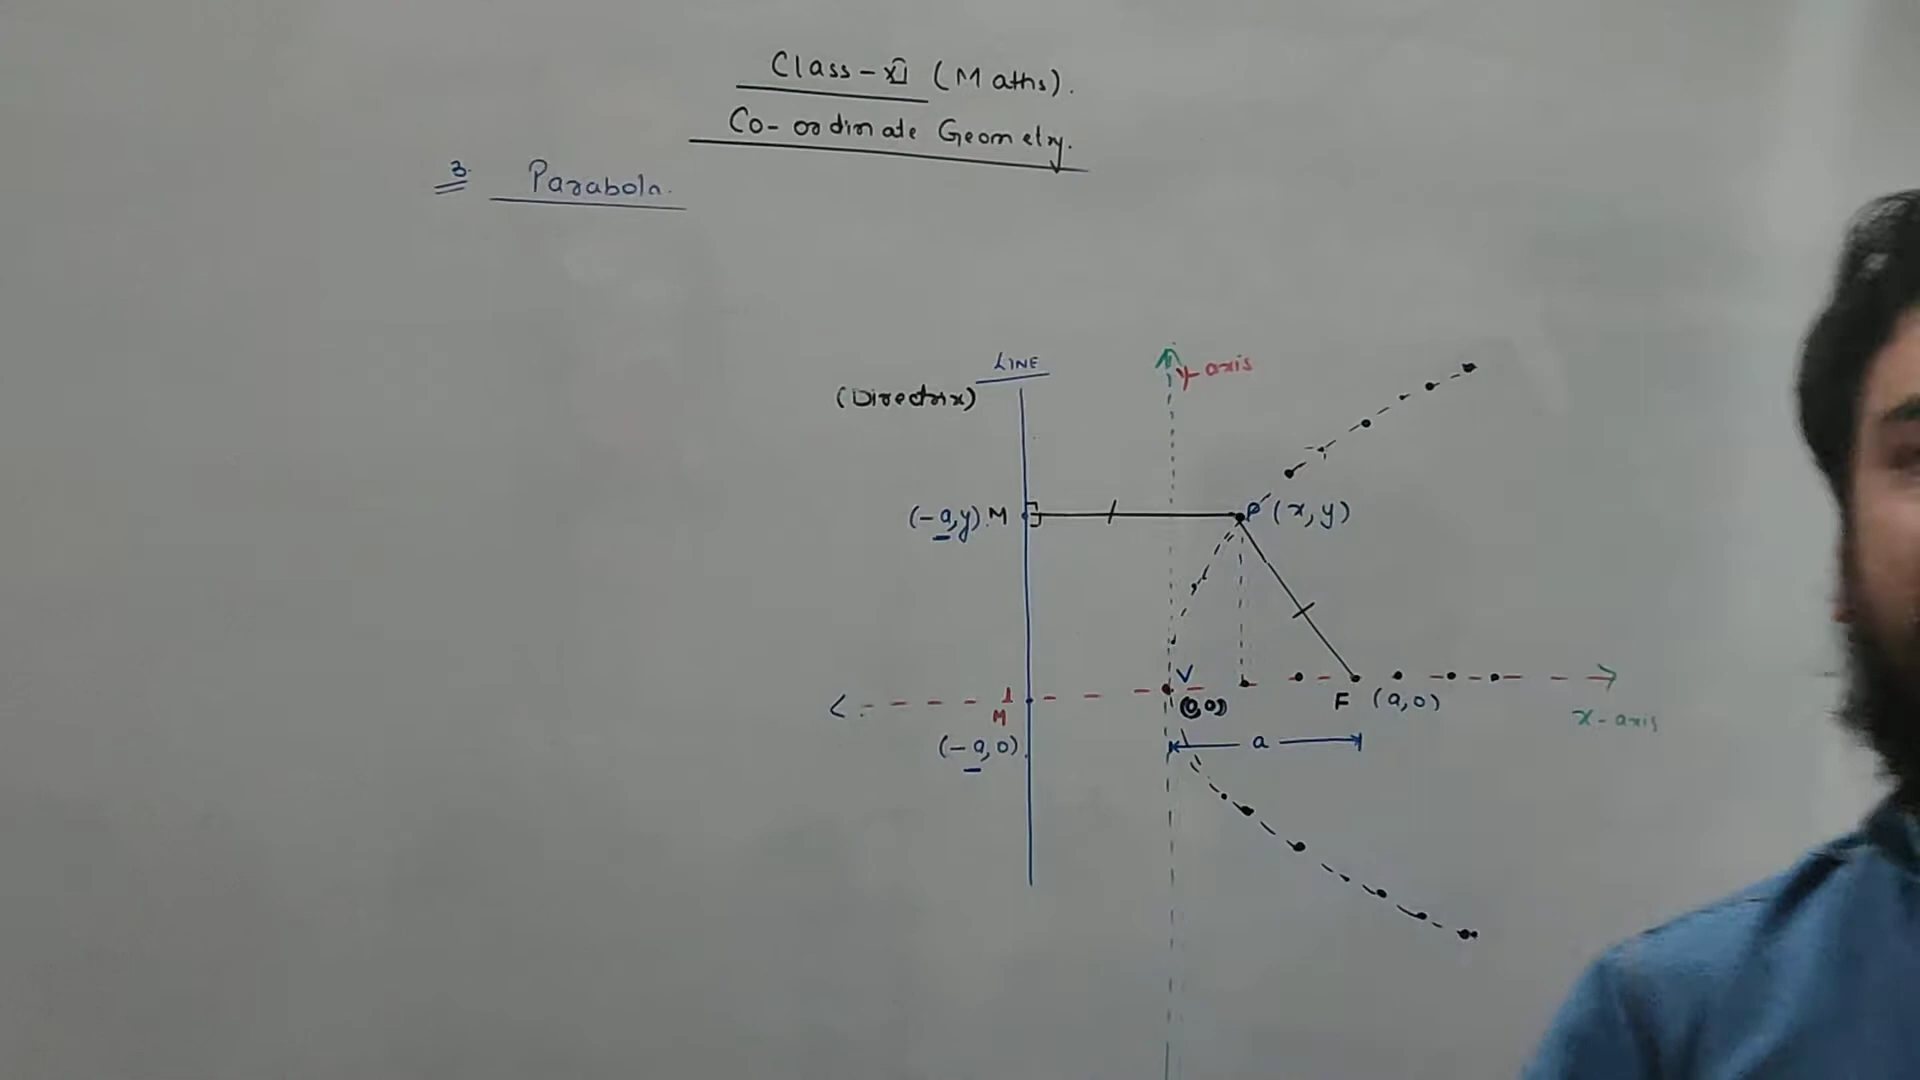 Class-XI (Maths).
Co-ordinate Geometry.
3. Parabola.
LINE
(Directrix)
y-axis
(-a,y) M
P (x,y)
V
(0,0)
F (a,0)
x-axis
M
(-a,0)
a